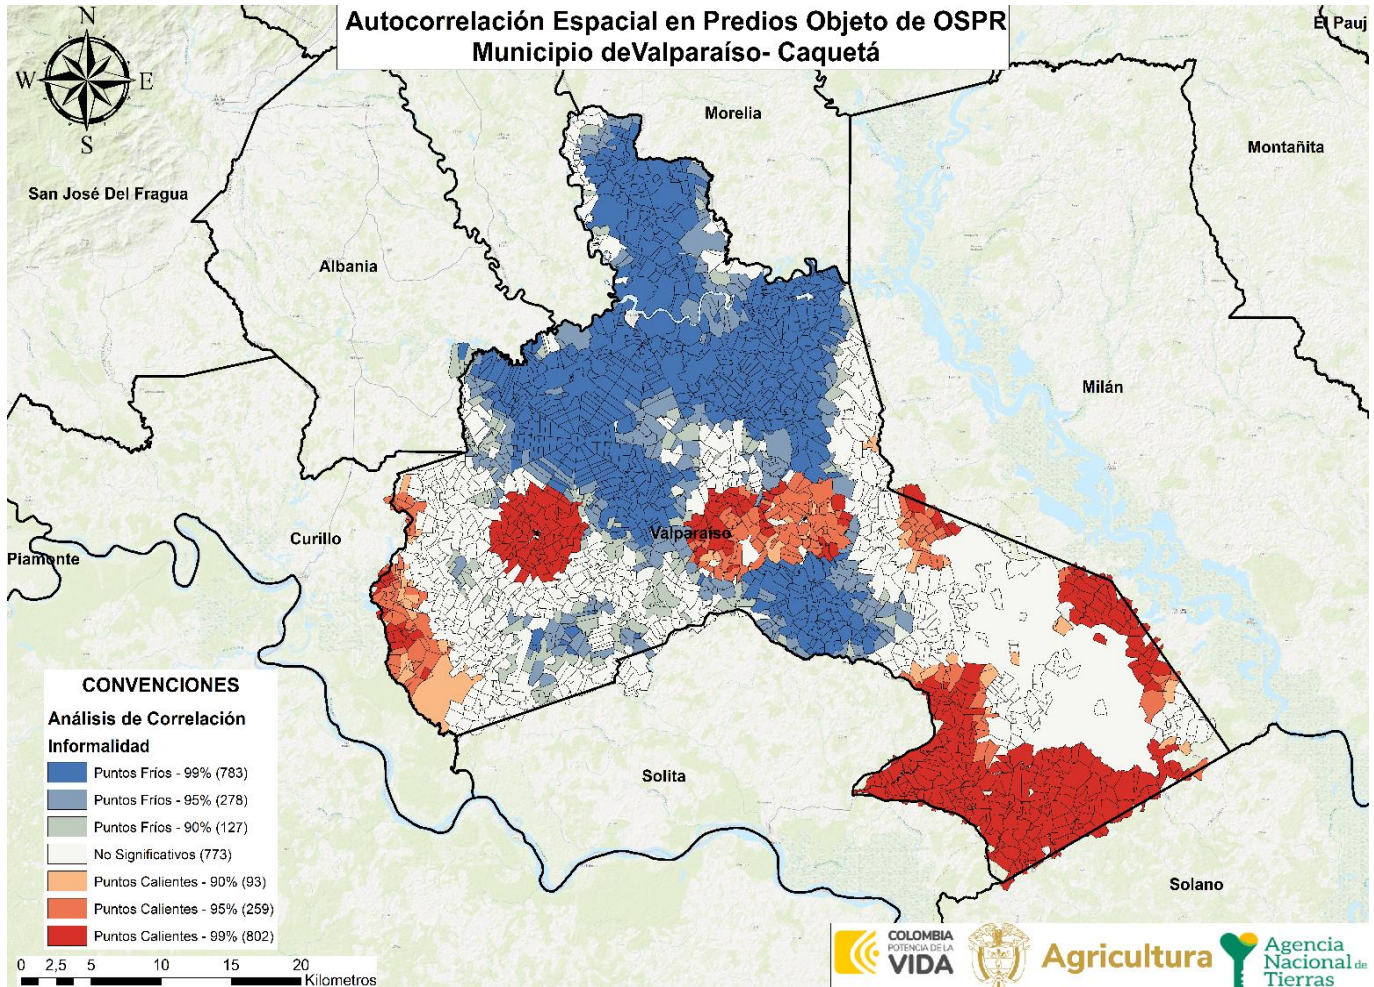 Autocorrelación Espacial en Predios Objeto de OSPR
Municipio deValparaíso- Caquetá
El Pauj
N
W
E
S
Morelia
Montañita
San José Del Fragua
Albania
Milán
Curillo
Valparaíso
Piamonte
Solita
Solano
CONVENCIONES
Análisis de Correlación
Informalidad
Puntos Fríos - 99% (783)
Puntos Fríos - 95% (278)
Puntos Fríos - 90% (127)
No Significativos (773)
Puntos Calientes - 90% (93)
Puntos Calientes - 95% (259)
Puntos Calientes - 99% (802)
0 2,5 5 10 15 20
Kilometros
COLOMBIA
POTENCIA DE LA
VIDA
Agricultura
Agencia
Nacional de
Tierras